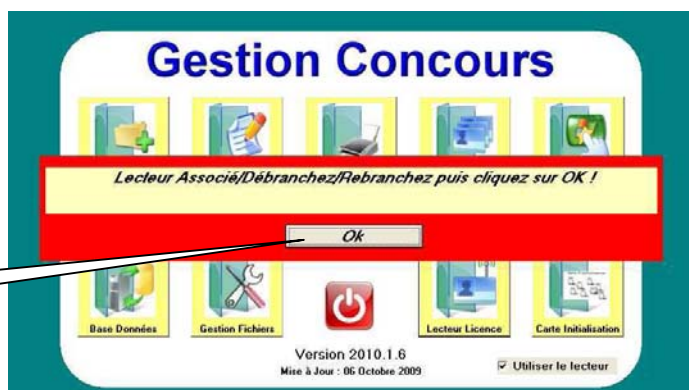 Gestion Concours
Lecteur Associé/Débranchez/Rebranchez puis cliquez sur OK !
Ok
Base Données
Gestion Fichiers
Lecteur Licence
Carte Initialisation
Version 2010.1.6
Mise à Jour : 06 Octobre 2009
Utiliser le lecteur